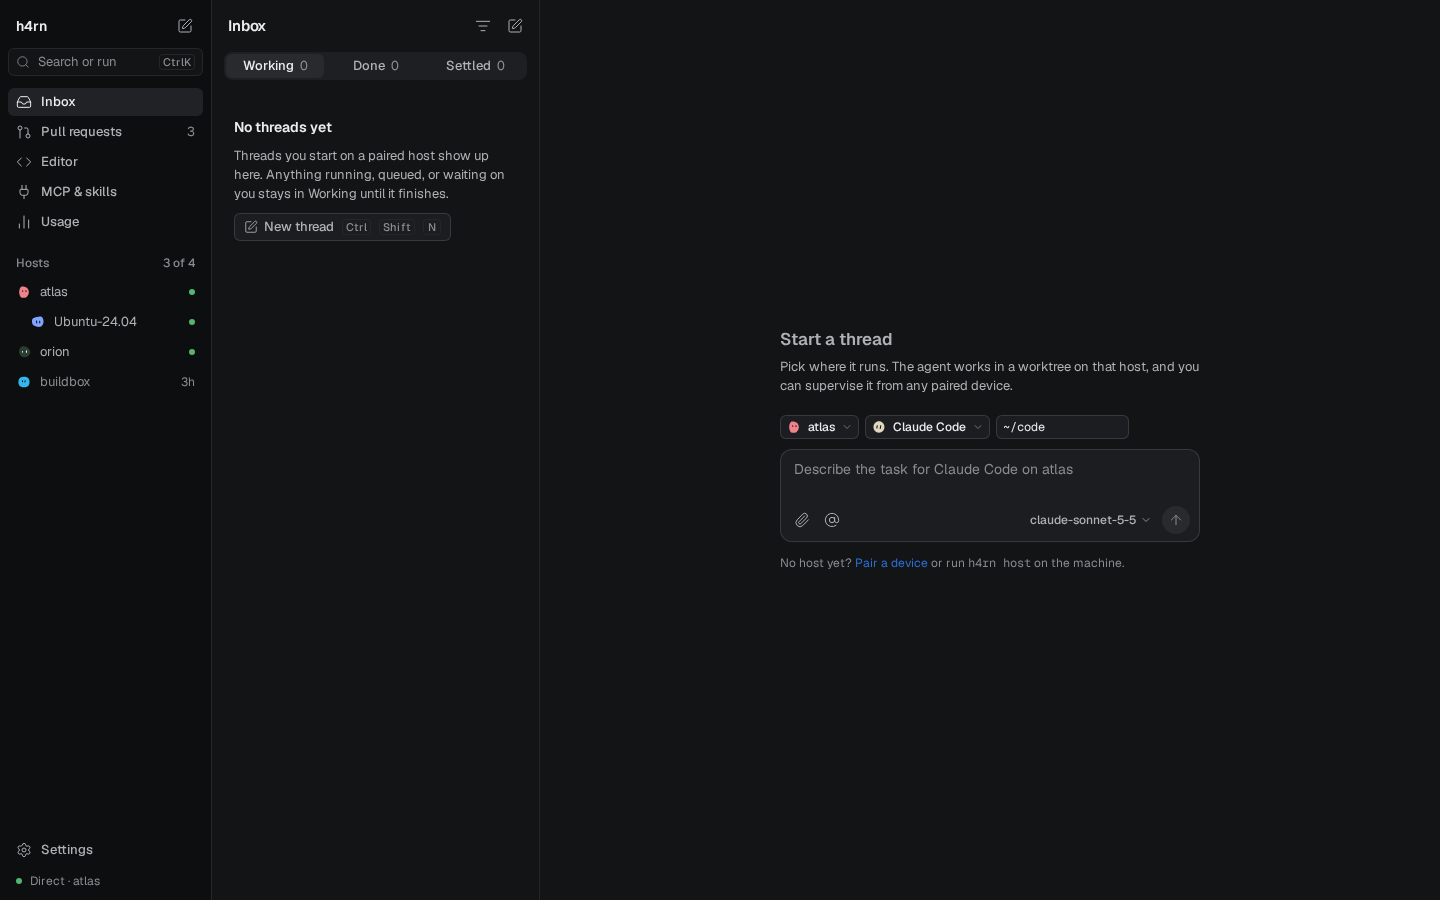 h4rn
Search or run CtrlK
Inbox
Pull requests 3
Editor
MCP & skills
Usage
Hosts 3 of 4
atlas
Ubuntu-24.04
orion
buildbox 3h
Settings
Direct · atlas
Inbox
Working 0 Done 0 Settled 0
No threads yet
Threads you start on a paired host show up
here. Anything running, queued, or waiting on
you stays in Working until it finishes.
New thread Ctrl Shift N
Start a thread
Pick where it runs. The agent works in a worktree on that host, and you
can supervise it from any paired device.
atlas Claude Code ~/code
Describe the task for Claude Code on atlas
claude-sonnet-5-5
No host yet? Pair a device or run h4rn host on the machine.